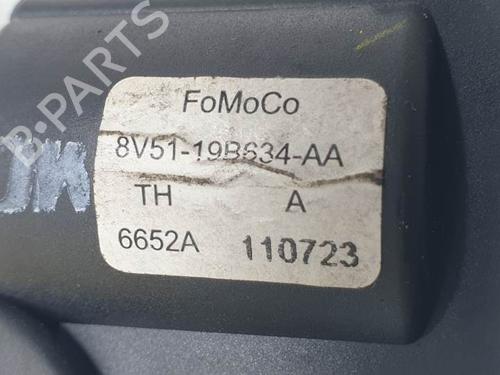 B-PARTS
FoMoCo
8V51-19B634-AA
TH A
6652A 110723